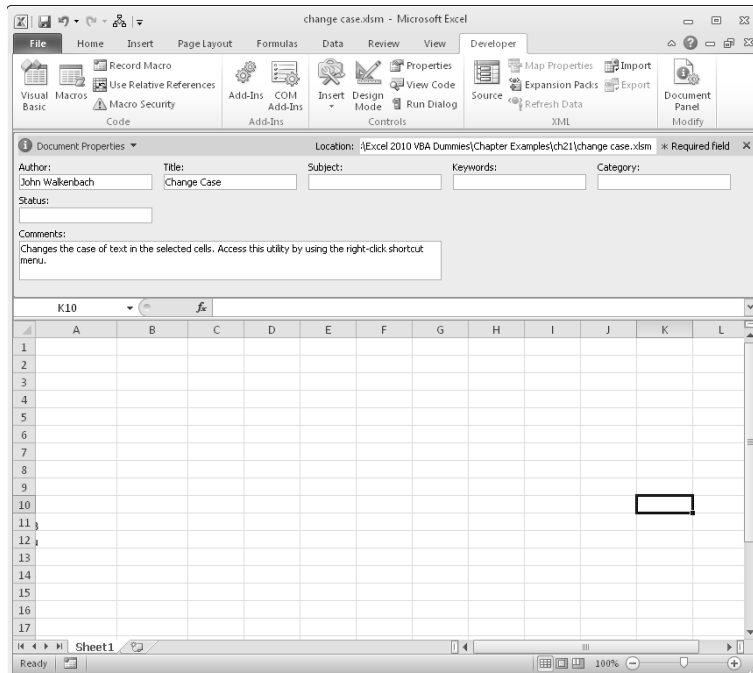 change case.xlsm - Microsoft Excel
File Home Insert Page Layout Formulas Data Review View Developer
Visual Basic
Macros
Record Macro
Use Relative References
Macro Security
Code
Add-Ins
COM Add-Ins
Add-Ins
Insert
Design Mode
Properties
View Code
Run Dialog
Controls
Source
Map Properties
Expansion Packs
Refresh Data
Import
Export
XML
Document Panel
Modify
Document Properties
Location: :\Excel 2010 VBA Dummies\Chapter Examples\ch21\change case.xlsm
* Required field
Author: Title: Subject: Keywords: Category:
John Walkenbach Change Case
Status:
Comments:
Changes the case of text in the selected cells. Access this utility by using the right-click shortcut
menu.
K10 fx
A B C D E F G H I J K L
1
2
3
4
5
6
7
8
9
10
11
12
13
14
15
16
17
Sheet1
Ready 100%